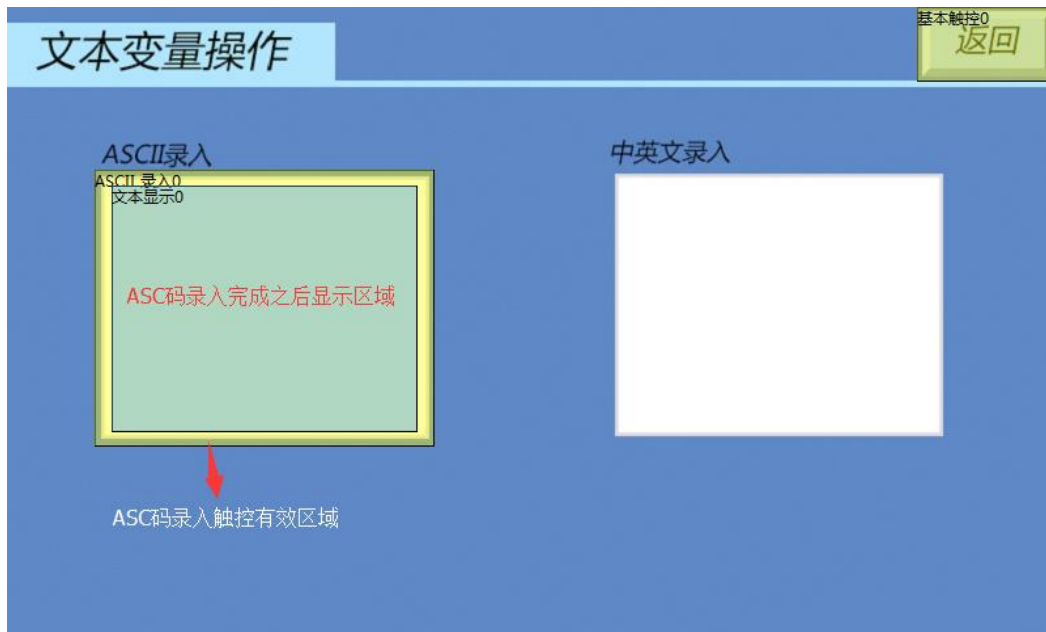 文本变量操作
基本触控0
返回
ASCII录入
中英文录入
ASCII 录入0
文本显示0
ASC码录入完成之后显示区域
ASC码录入触控有效区域